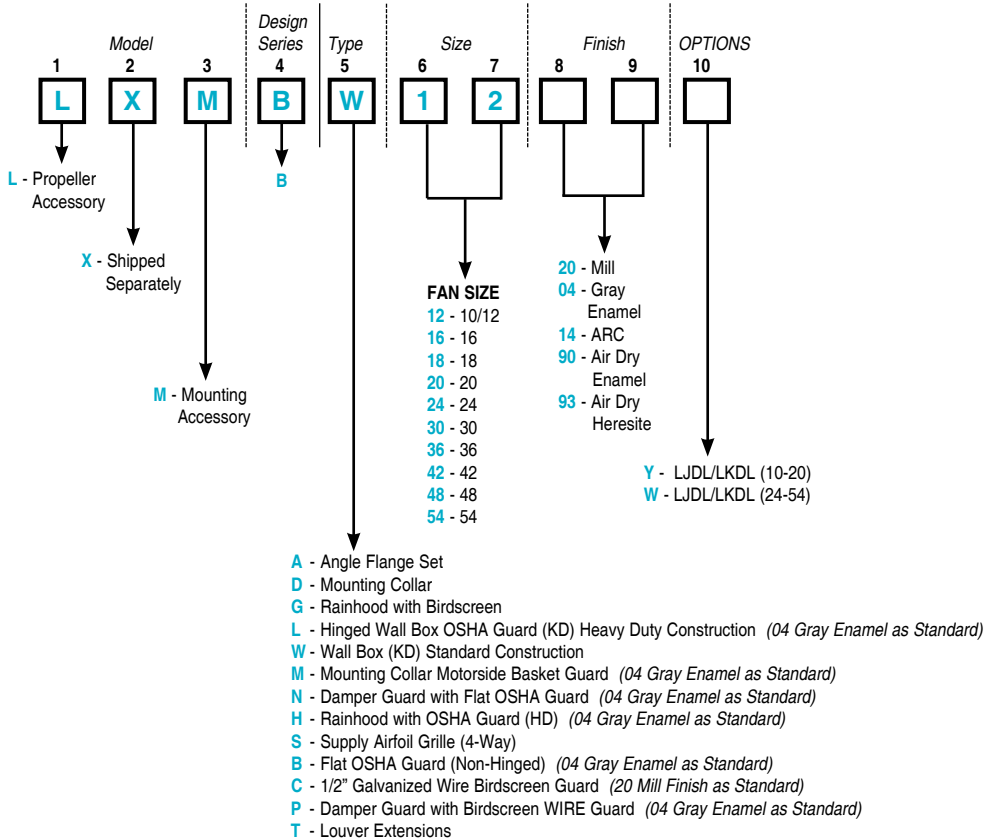 Design
Model Series Type Size Finish OPTIONS
1 2 3 4 5 6 7 8 9 10
L X M B W 1 2
L - Propeller
Accessory
B
X - Shipped
Separately
M - Mounting
Accessory
FAN SIZE
12 - 10/12
16 - 16
18 - 18
20 - 20
24 - 24
30 - 30
36 - 36
42 - 42
48 - 48
54 - 54
20 - Mill
04 - Gray
Enamel
14 - ARC
90 - Air Dry
Enamel
93 - Air Dry
Heresite
Y - LJDL/LKDL (10-20)
W - LJDL/LKDL (24-54)
A - Angle Flange Set
D - Mounting Collar
G - Rainhood with Birdscreen
L - Hinged Wall Box OSHA Guard (KD) Heavy Duty Construction (04 Gray Enamel as Standard)
W - Wall Box (KD) Standard Construction
M - Mounting Collar Motorside Basket Guard (04 Gray Enamel as Standard)
N - Damper Guard with Flat OSHA Guard (04 Gray Enamel as Standard)
H - Rainhood with OSHA Guard (HD) (04 Gray Enamel as Standard)
S - Supply Airfoil Grille (4-Way)
B - Flat OSHA Guard (Non-Hinged) (04 Gray Enamel as Standard)
C - 1/2” Galvanized Wire Birdscreen Guard (20 Mill Finish as Standard)
P - Damper Guard with Birdscreen WIRE Guard (04 Gray Enamel as Standard)
T - Louver Extensions